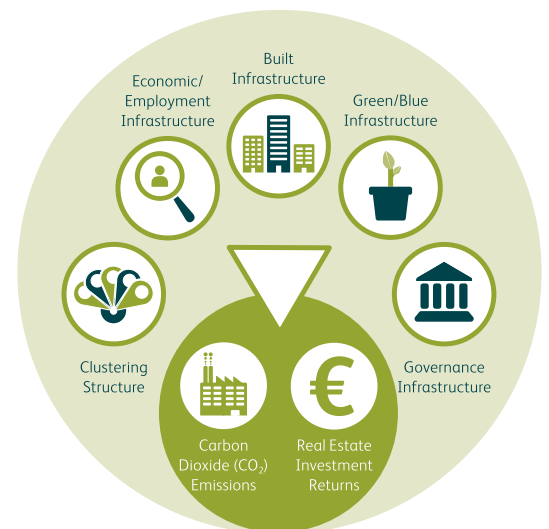 Built
Infrastructure
Economic/
Employment
Infrastructure
Green/Blue
Infrastructure
Clustering
Structure
Governance
Infrastructure
€
Carbon
Dioxide (CO₂)
Emissions
Real Estate
Investment
Returns